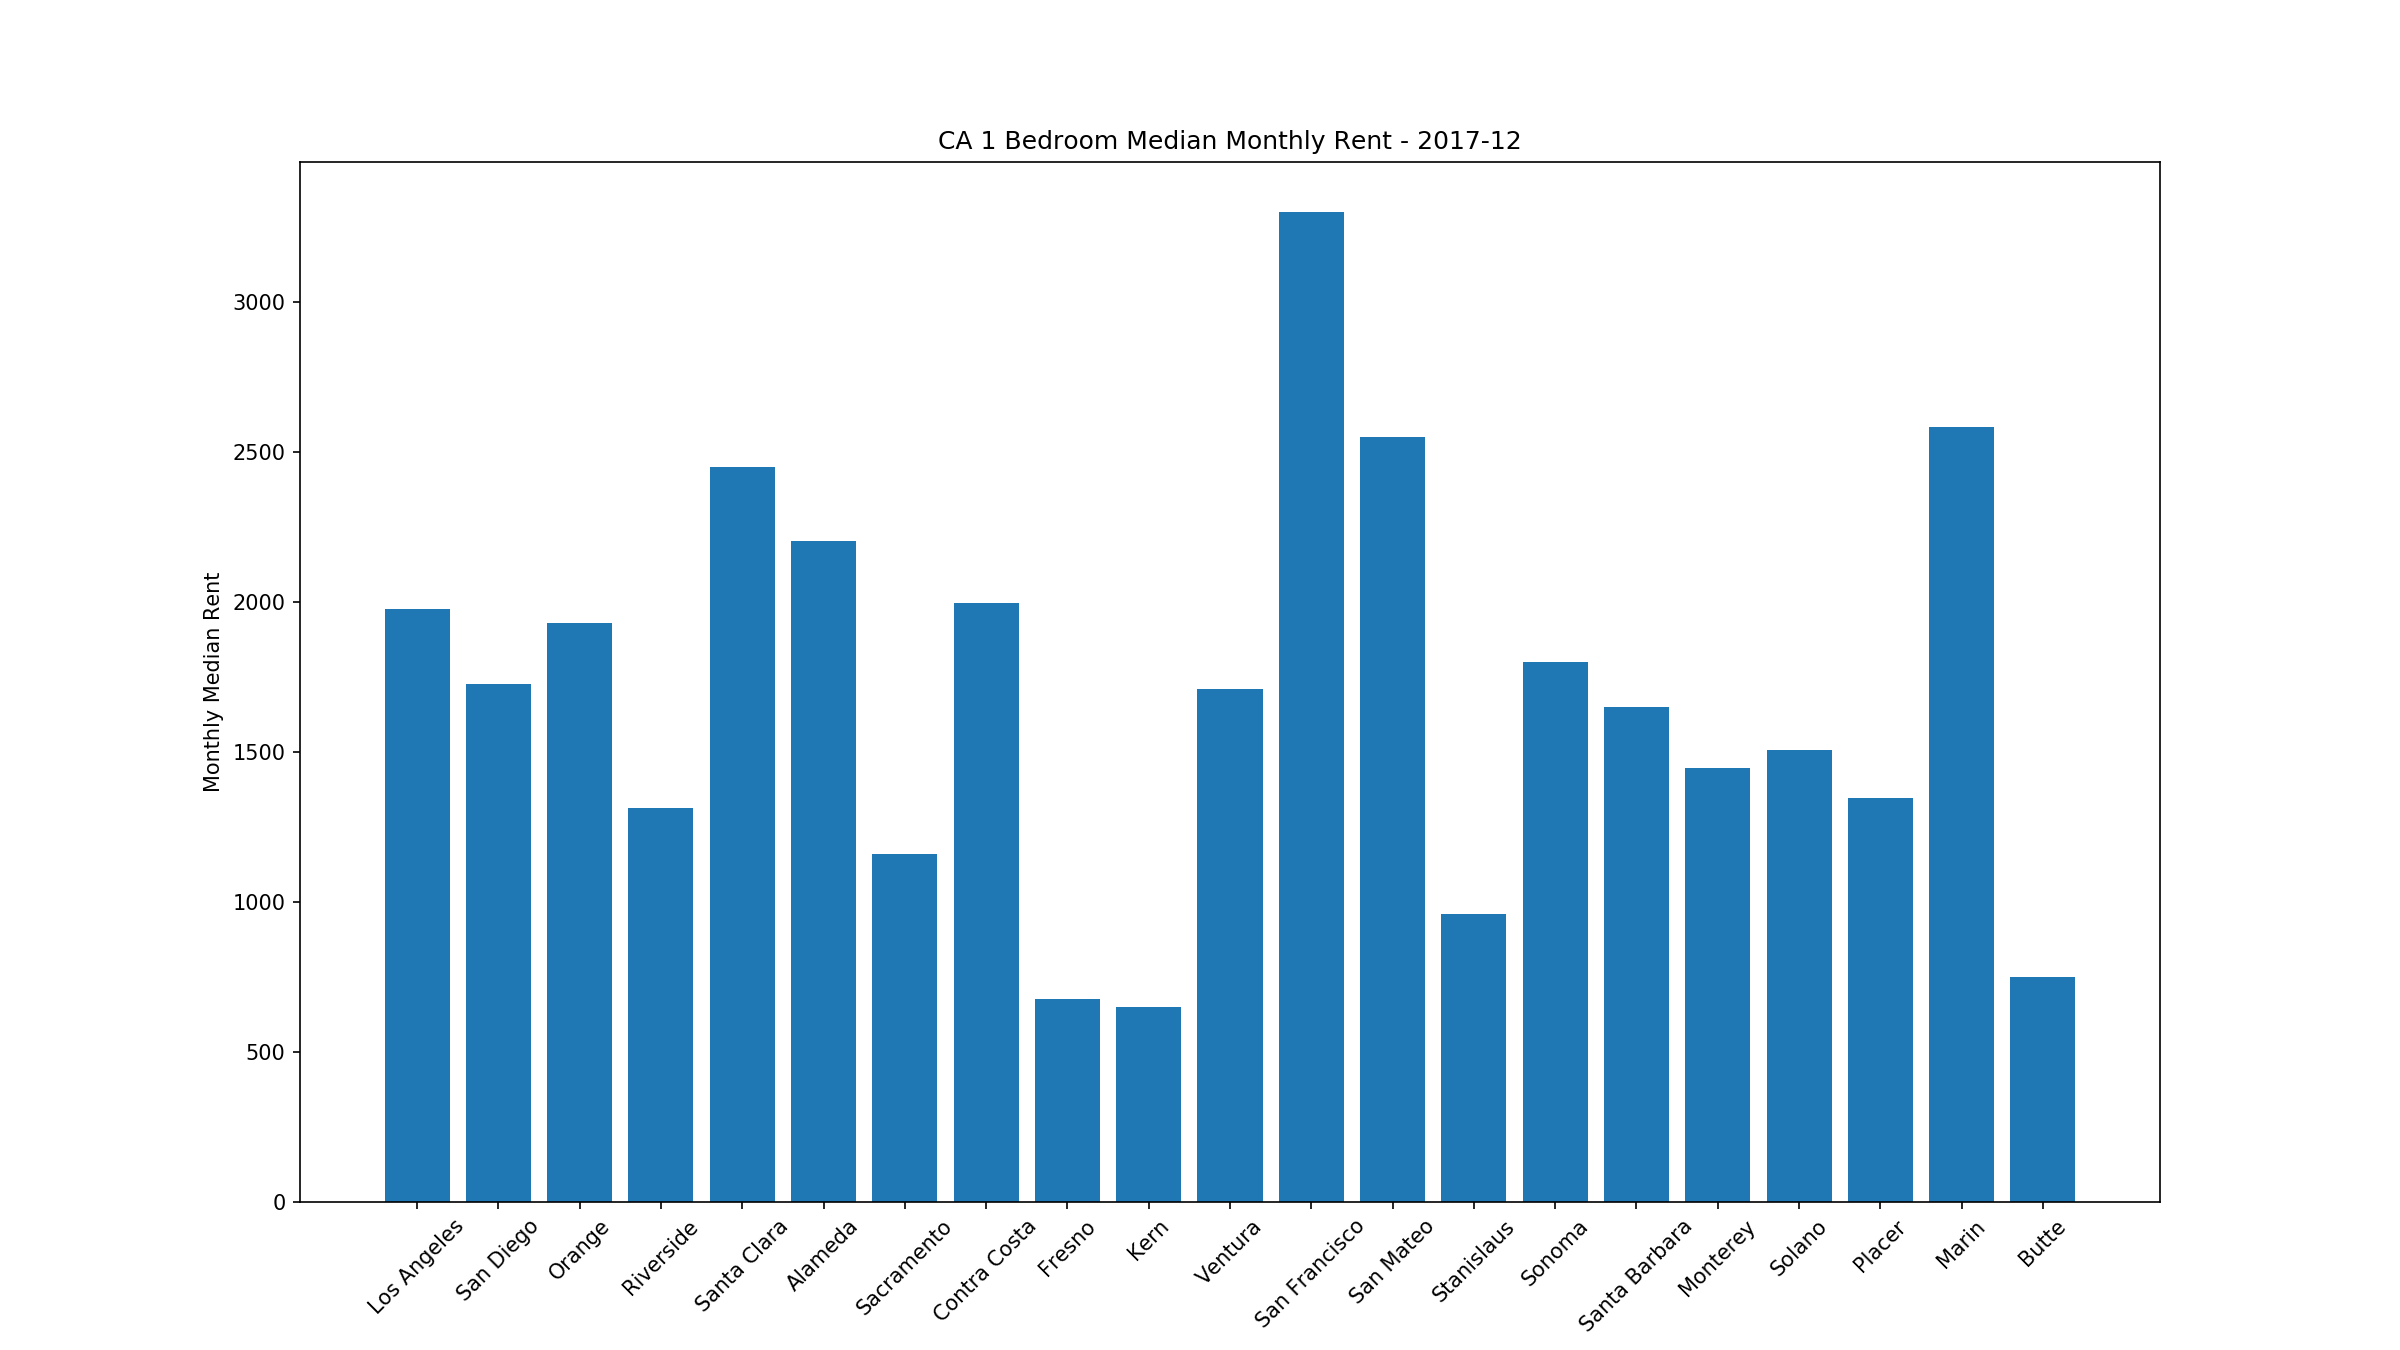 CA 1 Bedroom Median Monthly Rent - 2017-12
Monthly Median Rent
3000
2500
2000
1500
1000
500
0
Los Angeles
San Diego
Orange
Riverside
Santa Clara
Alameda
Sacramento
Contra Costa
Fresno
Kern
Ventura
San Francisco
San Mateo
Stanislaus
Sonoma
Santa Barbara
Monterey
Solano
Placer
Marin
Butte